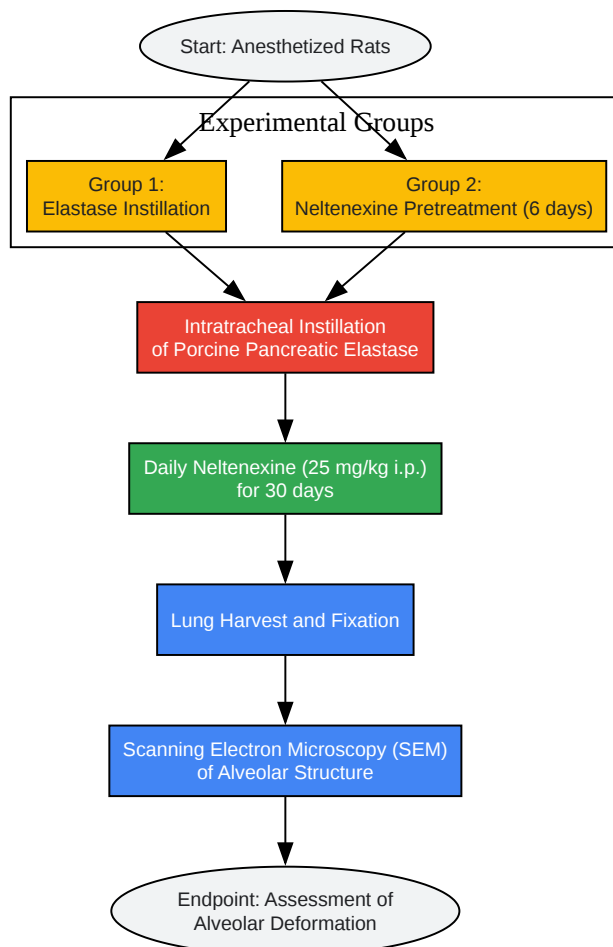 Start: Anesthetized Rats
Experimental Groups
Group 1:
Elastase Instillation
Group 2:
Neltenexine Pretreatment (6 days)
Intratracheal Instillation
of Porcine Pancreatic Elastase
Daily Neltenexine (25 mg/kg i.p.)
for 30 days
Lung Harvest and Fixation
Scanning Electron Microscopy (SEM)
of Alveolar Structure
Endpoint: Assessment of
Alveolar Deformation